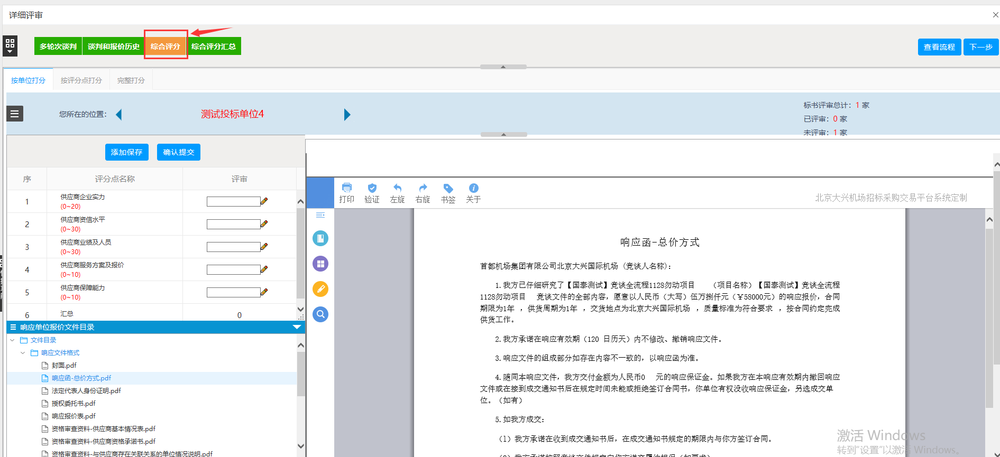 详细评审
多轮次谈判 谈判和报价历史 综合评分 综合评分汇总 查看流程 下一步
按单位打分 按评分点打分 完整打分
您所在的位置： 测试投标单位4
标书评审总计：1 家
已评审：0 家
未评审：1 家
添加保存 确认提交
序 评分点名称 评审
1 供应商企业实力
(0~20)
2 供应商资信水平
(0~30)
3 供应商业绩及人员
(0~30)
4 供应商服务方案及报价
(0~10)
5 供应商保障能力
(0~10)
6 汇总 0
响应单位报价文件目录
文件目录
响应文件格式
封面.pdf
响应函-总价方式.pdf
法定代表人身份证明.pdf
授权委托书.pdf
响应报价表.pdf
资格审查资料-供应商基本情况表.pdf
资格审查资料-供应商资格承诺书.pdf
资格审查资料-与供应商存在关联关系的单位情况说明.pdf
打印 验证 左旋 右旋 书签 关于
北京大兴机场招标采购交易平台系统定制
响应函-总价方式
首都机场集团有限公司北京大兴国际机场 (竞谈人名称)：
1.我方已仔细研究了【国泰测试】竞谈全流程1128勿动项目 （项目名称）【国泰测试】竞谈全流程
1128勿动项目 竞谈文件的全部内容，愿意以人民币（大写）伍万捌仟元（￥58000元）的响应报价，合同
期限为1年 ，供货周期为1年 ，交货地点为北京大兴国际机场 ，质量标准为符合要求 ，按合同约定完成
供货工作。
2.我方承诺在响应有效期（120 日历天）内不修改、撤销响应文件。
3.响应文件的组成部分如存在内容不一致的，以响应函为准。
4.随同本响应文件，我方交付金额为人民币0 元的响应保证金。如果我方在本响应有效期内撤回响应
文件或在接到成交通知书后在规定时间未能或拒绝签订合同书，你单位有权没收响应保证金，另选成交单
位。（如有）
5.如我方成交：
（1）我方承诺在收到成交通知书后，在成交通知书规定的期限内与你方签订合同。
激活 Windows
转到"设置"以激活 Windows。